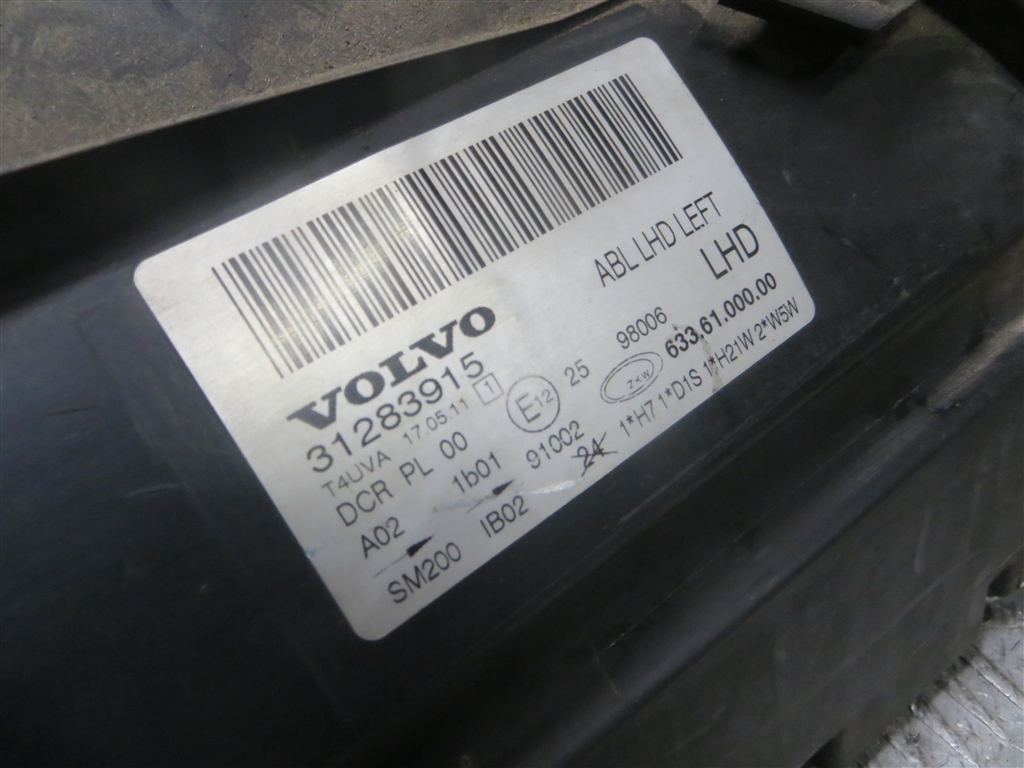 VOLVO
31283915
ABL LHD LEFT
LHD
T4UVA 17.05.11 1
DCR PL 00
E12 25 98006
ZKW 633.61.000.00
A02 1b01 91002
24 1*H7 1*D1S 1*H21W 2*W5W
SM200 IB02